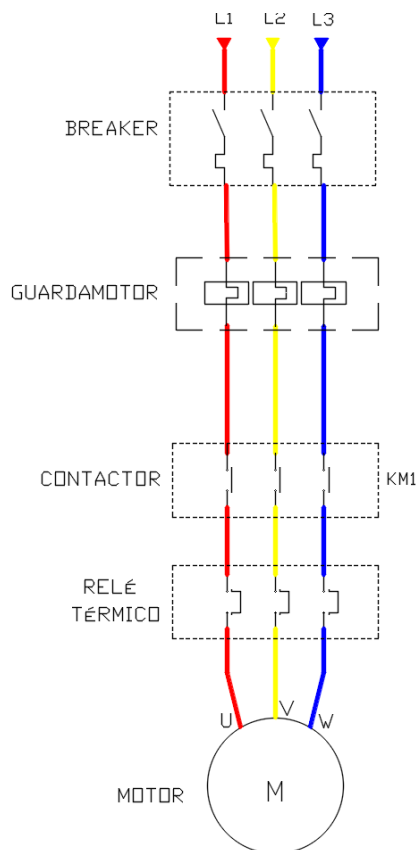 L1 L2 L3
BREAKER
GUARDAMOTOR
CONTACTOR
KM1
RELÉ
TÉRMICO
U V W
MOTOR
M